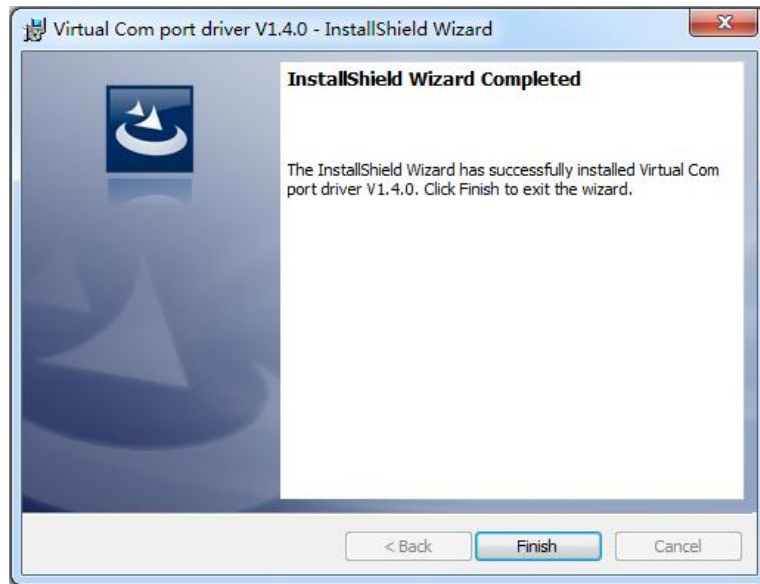 Virtual Com port driver V1.4.0 - InstallShield Wizard
InstallShield Wizard Completed
The InstallShield Wizard has successfully installed Virtual Com
port driver V1.4.0. Click Finish to exit the wizard.
< Back Finish Cancel